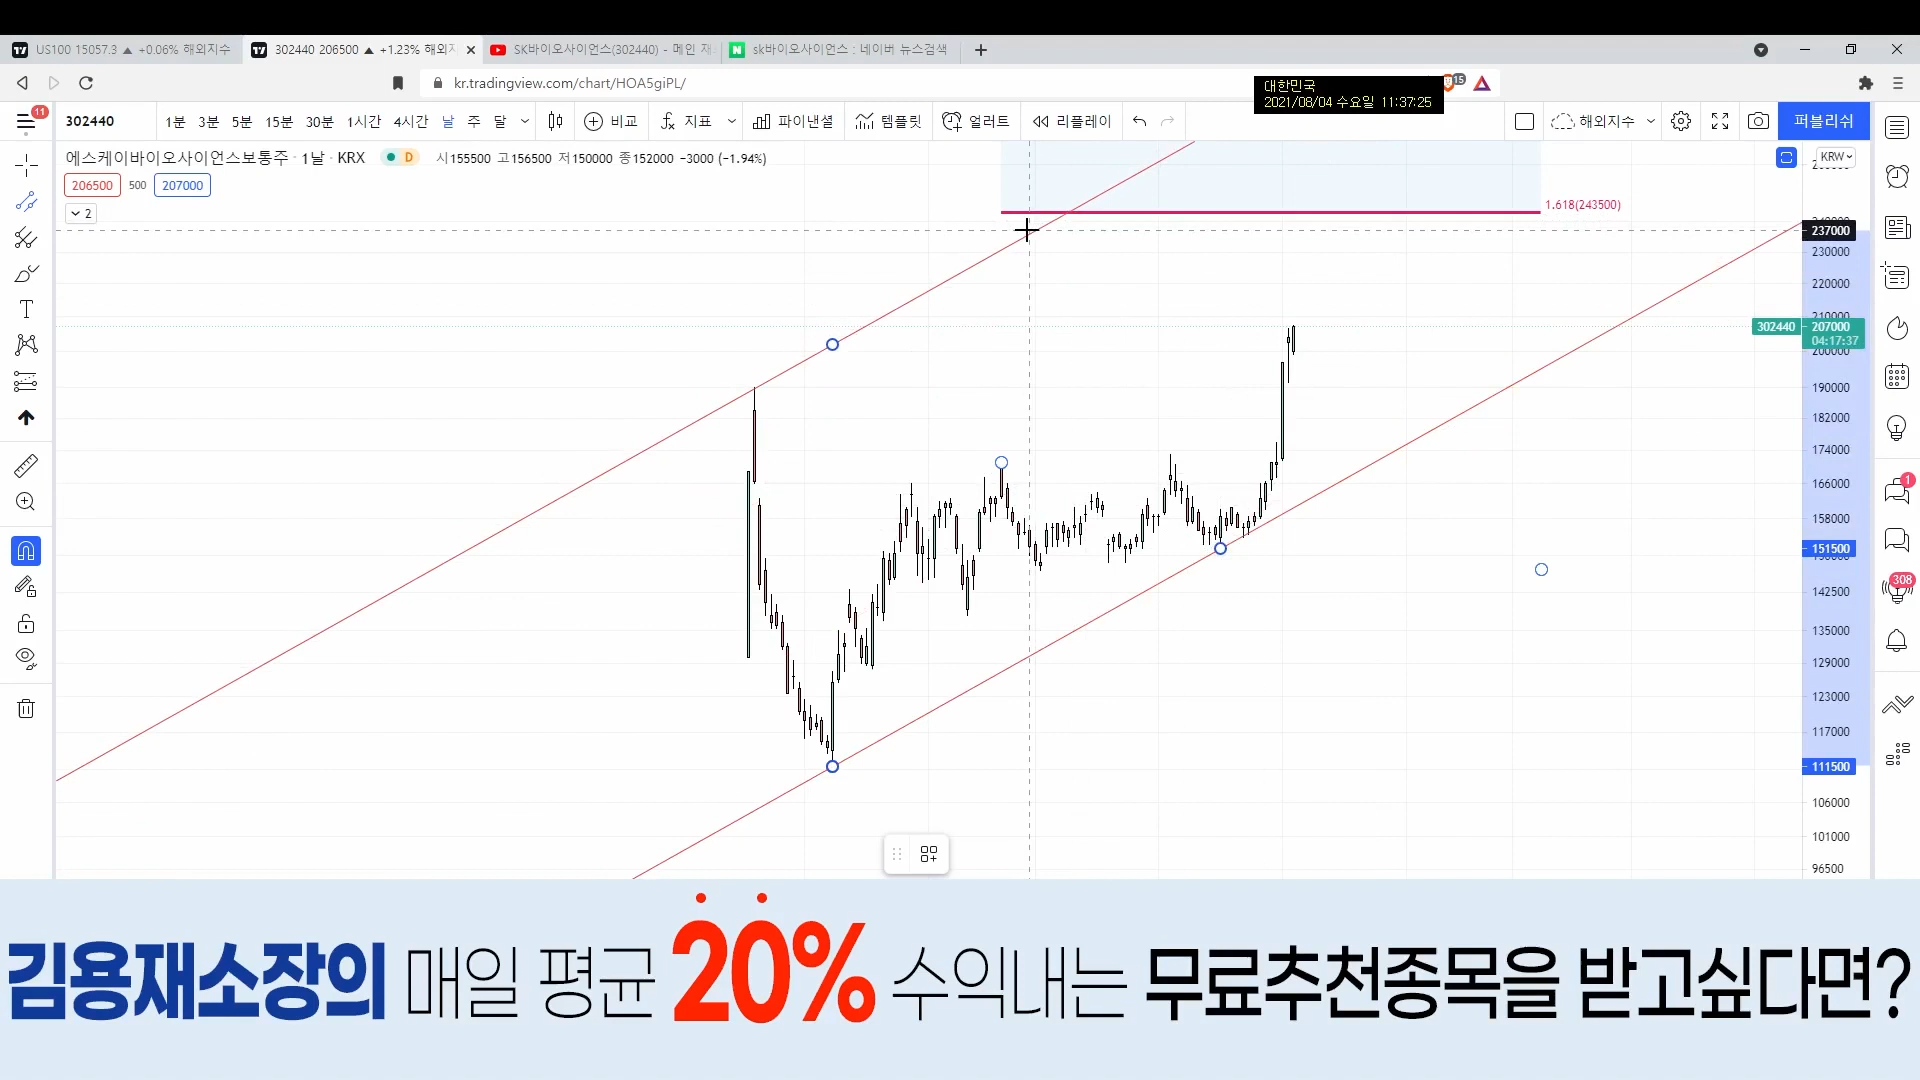 US100 15057.3 ▲ +0.06% 해외지수
302440 206500 ▲ +1.23% 해외
SK바이오사이언스(302440) - 메인 재
sk바이오사이언스 : 네이버 뉴스검색
kr.tradingview.com/chart/HOA5giPL/
15
대한민국
2021/08/04 수요일 11:37:25
11
302440
1분 3분 5분 15분 30분 1시간 4시간 날 주 달
비교
지표
파이낸셜
템플릿
얼러트
리플레이
해외지수
퍼블리쉬
에스케이바이오사이언스보통주 · 1날 · KRX
D
시155500 고156500 저150000 종152000 −3000 (−1.94%)
206500 500 207000
2
KRW
1.618(243500)
237000
230000
220000
210000
302440 207000
04:17:37
200000
190000
182000
174000
166000
158000
151500
142500
135000
129000
123000
117000
111500
106000
101000
96500
1
308
김용재소장의 매일 평균 20% 수익내는 무료추천종목을 받고싶다면?